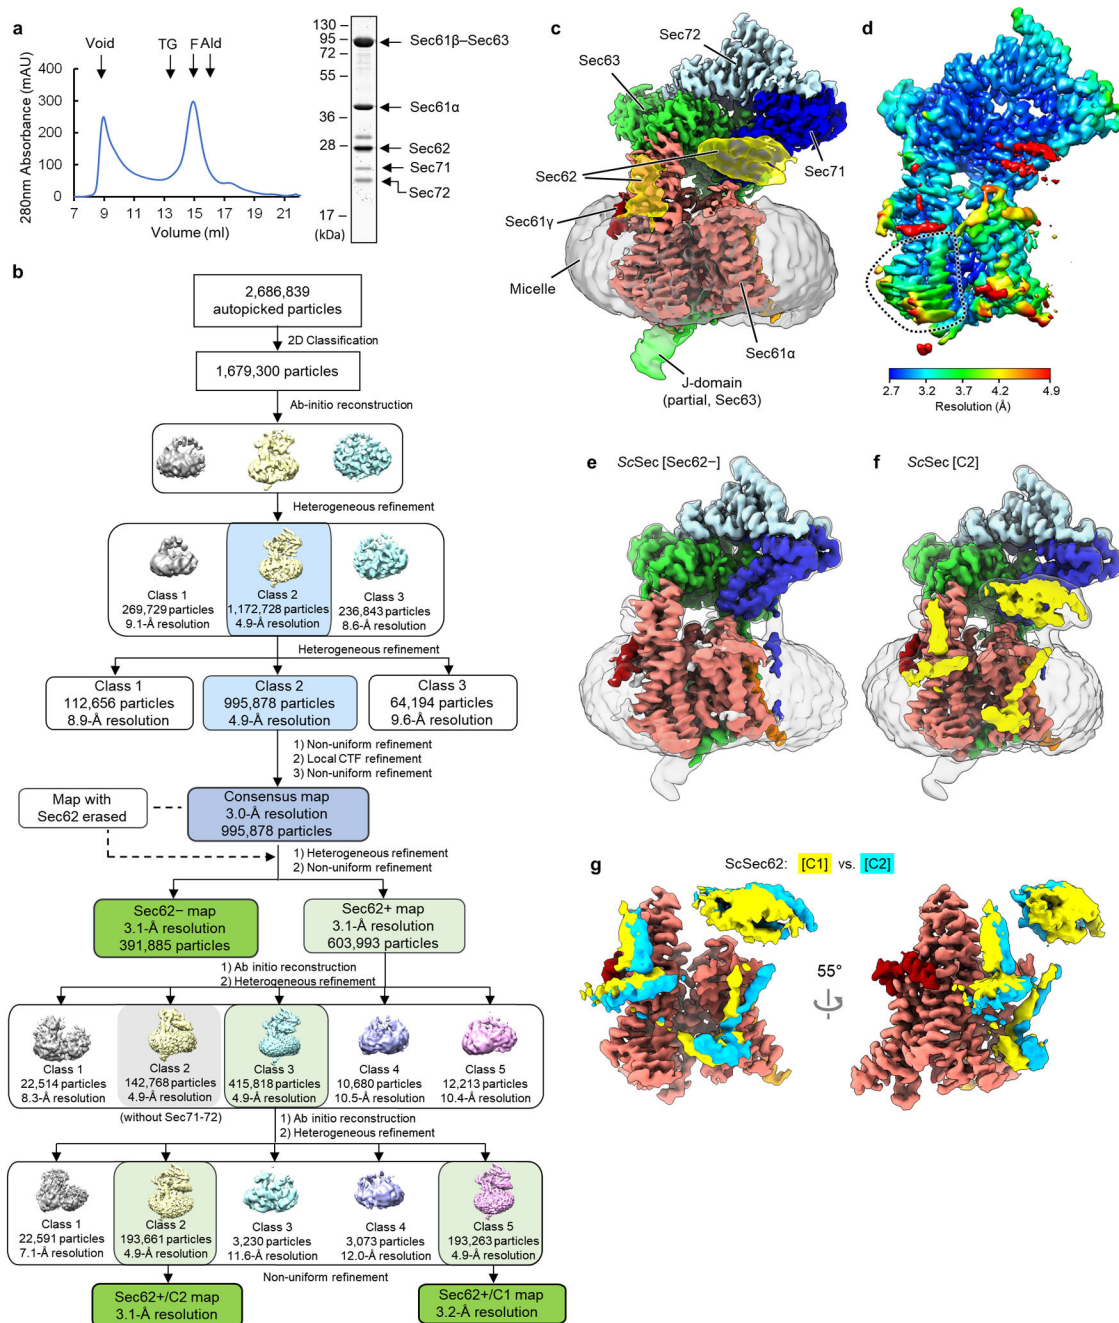 a
Void
TG
F
Ald
280nm Absorbance (mAU)
400
300
200
100
0
7
9
11
13
15
17
19
21
Volume (ml)
130
95
72
55
36
28
17
(kDa)
Sec61β–Sec63
Sec61α
Sec62
Sec71
Sec72
b
2,686,839
autopicked particles
2D Classification
1,679,300 particles
Ab-initio reconstruction
Heterogeneous refinement
Class 1
269,729 particles
9.1-Å resolution
Class 2
1,172,728 particles
4.9-Å resolution
Class 3
236,843 particles
8.6-Å resolution
Heterogeneous refinement
Class 1
112,656 particles
8.9-Å resolution
Class 2
995,878 particles
4.9-Å resolution
Class 3
64,194 particles
9.6-Å resolution
1) Non-uniform refinement
2) Local CTF refinement
3) Non-uniform refinement
Map with
Sec62 erased
Consensus map
3.0-Å resolution
995,878 particles
1) Heterogeneous refinement
2) Non-uniform refinement
Sec62− map
3.1-Å resolution
391,885 particles
Sec62+ map
3.1-Å resolution
603,993 particles
1) Ab initio reconstruction
2) Heterogeneous refinement
Class 1
22,514 particles
8.3-Å resolution
Class 2
142,768 particles
4.9-Å resolution
Class 3
415,818 particles
4.9-Å resolution
Class 4
10,680 particles
10.5-Å resolution
Class 5
12,213 particles
10.4-Å resolution
(without Sec71-72)
1) Ab initio reconstruction
2) Heterogeneous refinement
Class 1
22,591 particles
7.1-Å resolution
Class 2
193,661 particles
4.9-Å resolution
Class 3
3,230 particles
11.6-Å resolution
Class 4
3,073 particles
12.0-Å resolution
Class 5
193,263 particles
4.9-Å resolution
Non-uniform refinement
Sec62+/C2 map
3.1-Å resolution
Sec62+/C1 map
3.2-Å resolution
c
Sec72
Sec63
Sec62
Sec71
Sec61γ
Micelle
Sec61α
J-domain
(partial, Sec63)
d
2.7
3.2
3.7
4.2
4.9
Resolution (Å)
e
ScSec [Sec62−]
f
ScSec [C2]
g
ScSec62: [C1] vs. [C2]
55°